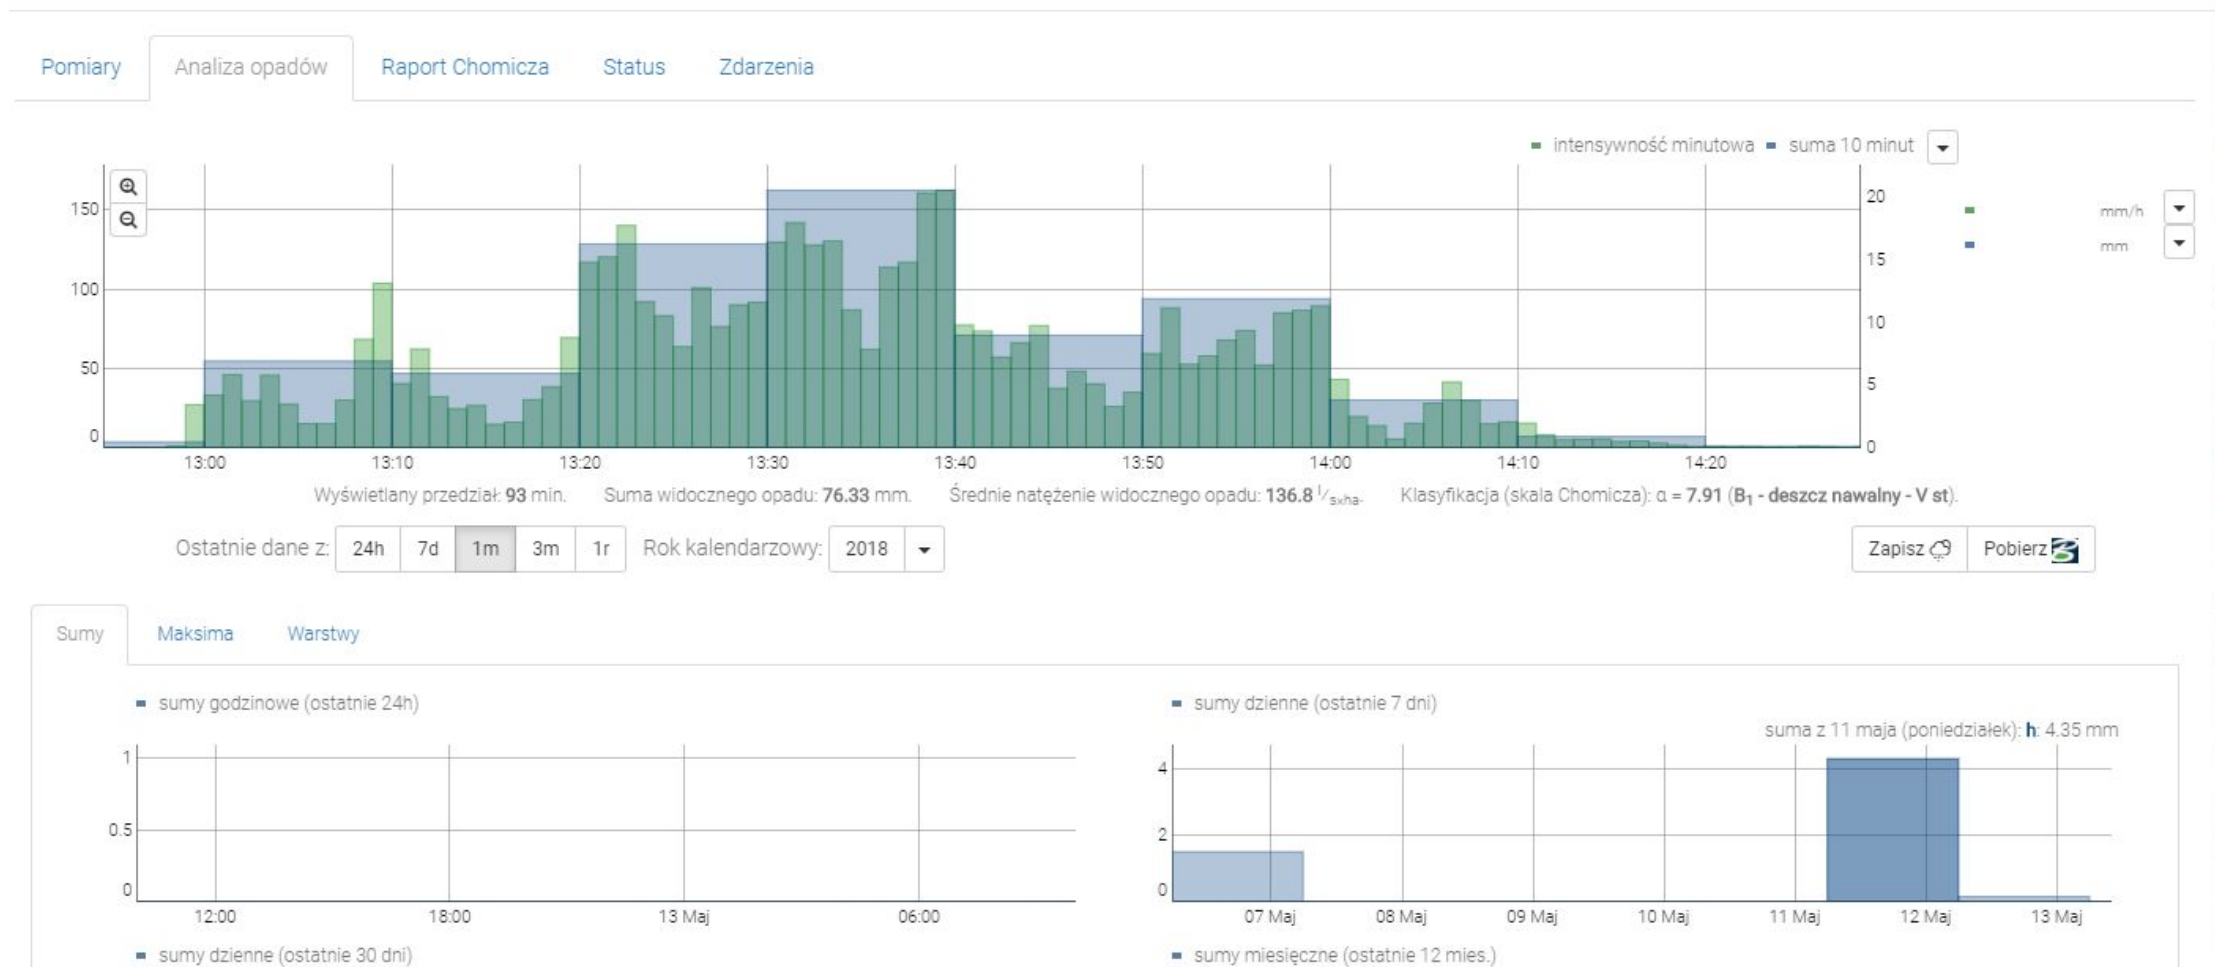 Pomiary Analiza opadów Raport Chomicza Status Zdarzenia
intensywność minutowa suma 10 minut
150
100
50
0
20
15
10
5
0
mm/h
mm
13:00 13:10 13:20 13:30 13:40 13:50 14:00 14:10 14:20
Wyświetlany przedział: 93 min. Suma widocznego opadu: 76.33 mm. Średnie natężenie widocznego opadu: 136.8 l/s×ha. Klasyfikacja (skala Chomicza): α = 7.91 (B1 - deszcz nawalny - V st).
Ostatnie dane z: 24h 7d 1m 3m 1r Rok kalendarzowy: 2018 Zapisz Pobierz
Sumy Maksima Warstwy
sumy godzinowe (ostatnie 24h)
1
0.5
0
12:00 18:00 13 Maj 06:00
sumy dzienne (ostatnie 7 dni)
suma z 11 maja (poniedziałek): h: 4.35 mm
4
2
0
07 Maj 08 Maj 09 Maj 10 Maj 11 Maj 12 Maj 13 Maj
sumy dzienne (ostatnie 30 dni)
sumy miesięczne (ostatnie 12 mies.)